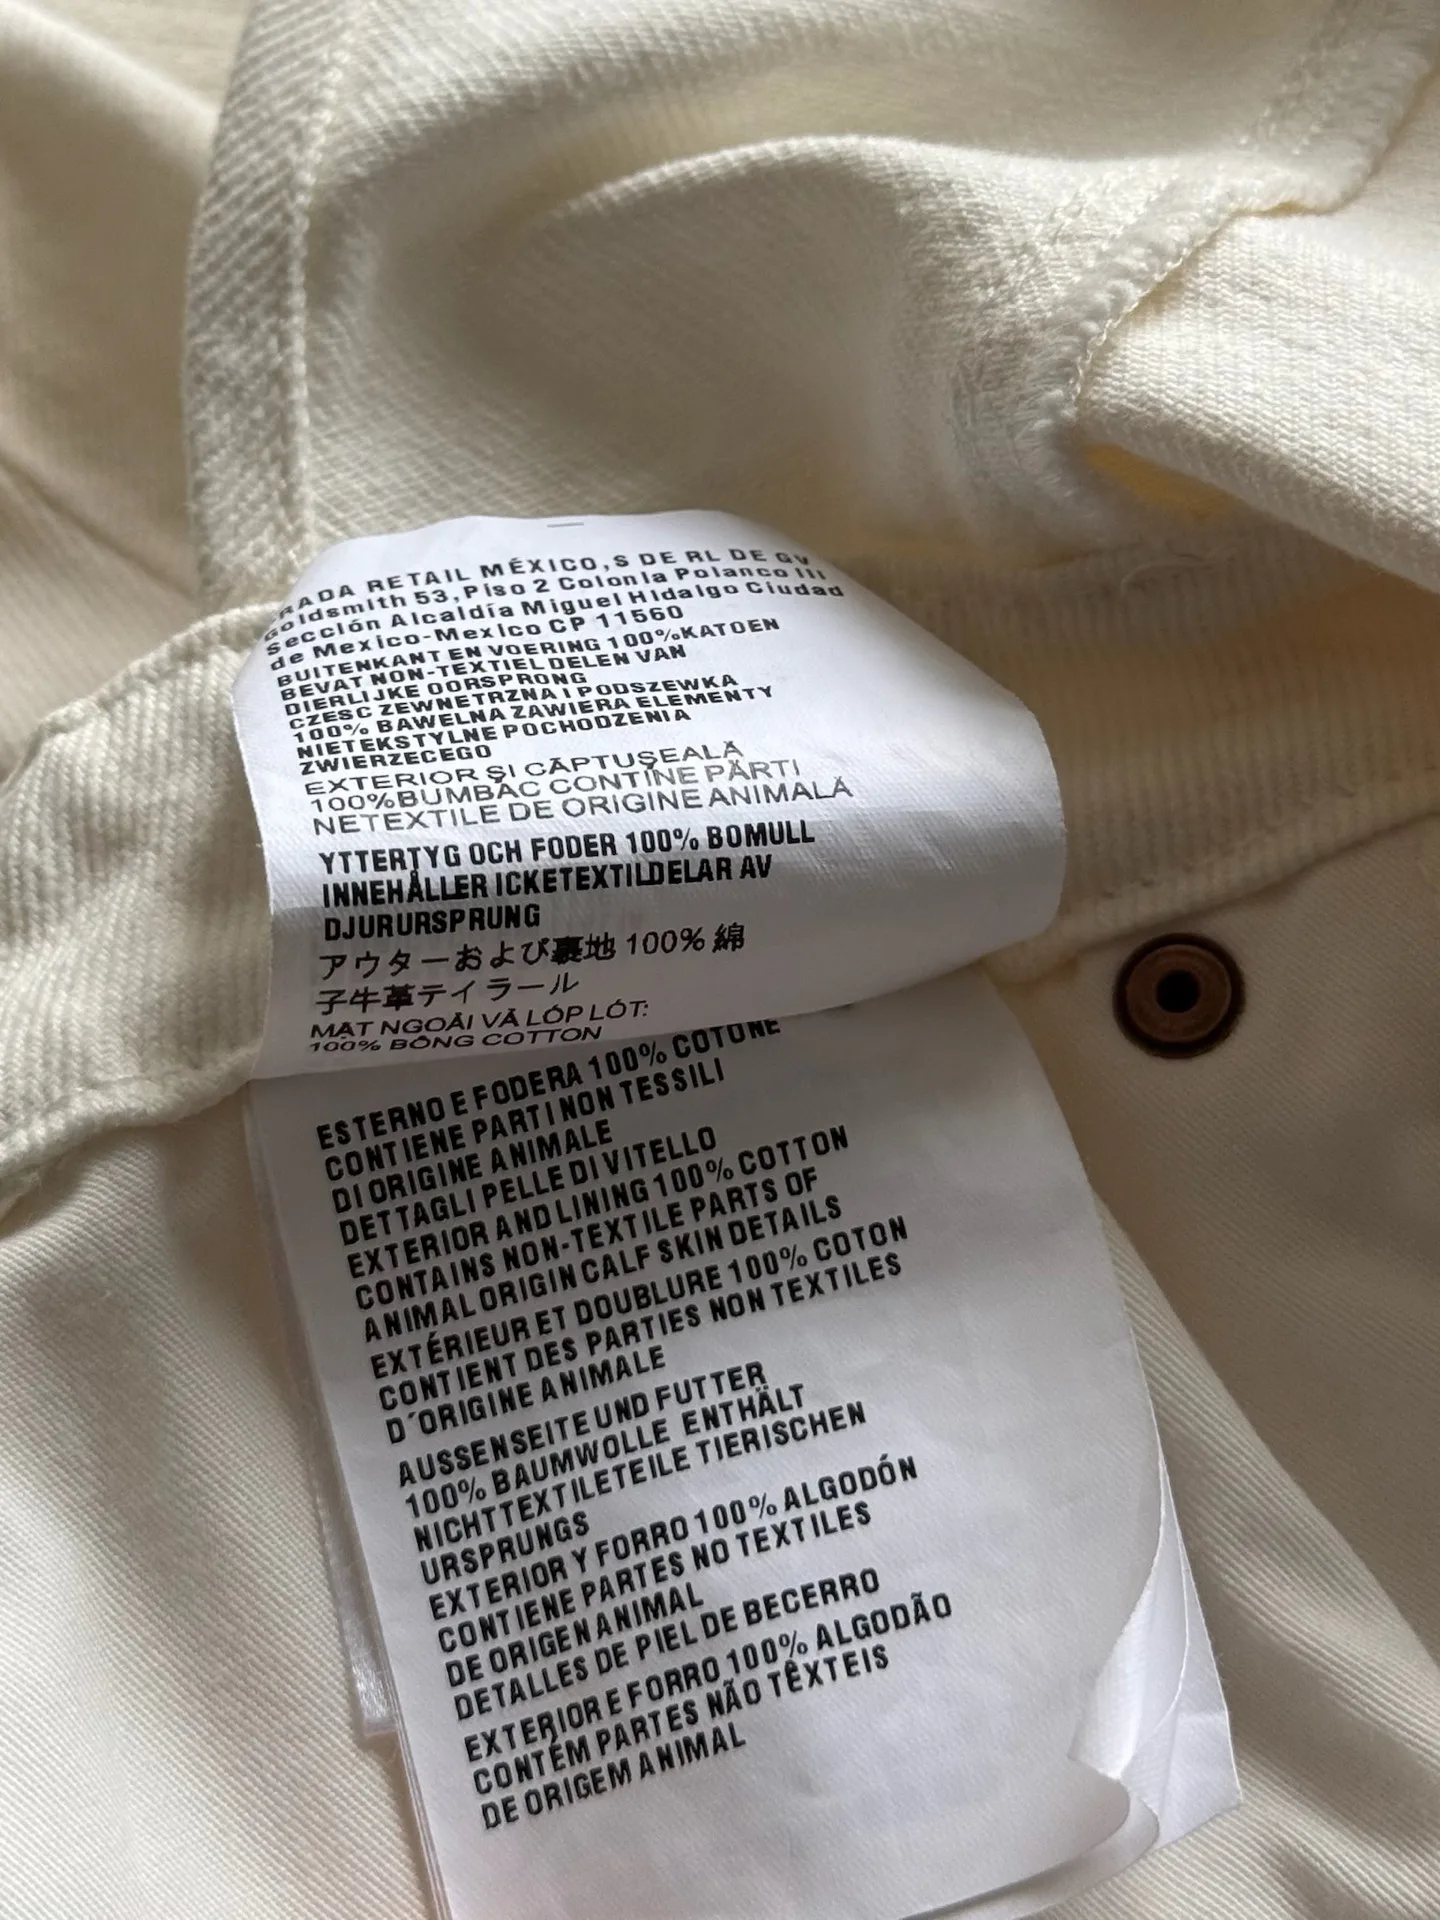 RADA RETAIL MÉXICO,S DE RL DE GV
Goldsmith 53,Piso 2 Colonia Polanco III
Sección Alcaldía Miguel Hidalgo Ciudad
de Mexico-Mexico CP 11560
BUITENKANT EN VOERING 100%KATOEN
BEVAT NON-TEXTIEL DELEN VAN
DIERLIJKE OORSPRONG
CZESC ZEWNETRZNA I PODSZEWKA
100% BAWELNA ZAWIERA ELEMENTY
NIETEKSTYLNE POCHODZENIA
ZWIERZECEGO
EXTERIOR ŞI CĂPTUŞEALĂ
100%BUMBAC CONTÎNE PĂRTI
NETEXTILE DE ORIGINE ANIMALĂ
YTTERTYG OCH FODER 100% BOMULL
INNEHÅLLER ICKETEXTILDELAR AV
DJURURSPRUNG
アウターおよび裏地 100% 綿
子牛革テイラール
MẠT NGOÀI VÀ LÓP LÓT:
100% BÔNG COTTON
ESTERNO E FODERA 100% COTONE
CONTIENE PARTI NON TESSILI
DI ORIGINE ANIMALE
DETTAGLI PELLE DI VITELLO
EXTERIOR AND LINING 100% COTTON
CONTAINS NON-TEXTILE PARTS OF
ANIMAL ORIGIN CALF SKIN DETAILS
EXTÉRIEUR ET DOUBLURE 100% COTON
CONTIENT DES PARTIES NON TEXTILES
D´ORIGINE ANIMALE
AUSSENSEITE UND FUTTER
100% BAUMWOLLE ENTHÄLT
NICHTTEXTILETEILE TIERISCHEN
URSPRUNGS
EXTERIOR Y FORRO 100% ALGODÓN
CONTIENE PARTES NO TEXTILES
DE ORIGEN ANIMAL
DETALLES DE PIEL DE BECERRO
EXTERIOR E FORRO 100% ALGODÃO
CONTÉM PARTES NÃO TÊXTEIS
DE ORIGEM ANIMAL